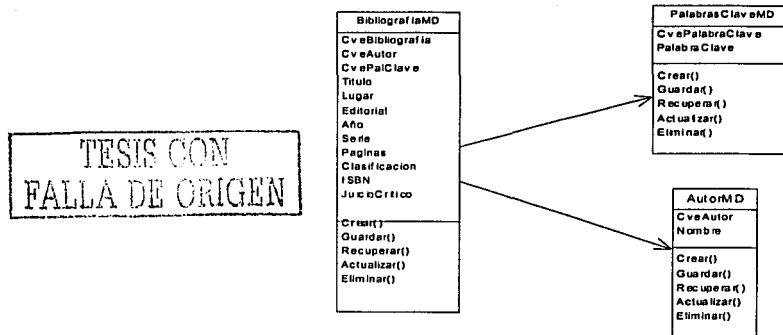 TESIS CON
FALLA DE ORIGEN
BibliografiaMD
CveBibliografia
CveAutor
CvePalClave
Titulo
Lugar
Editorial
Año
Serie
Paginas
Clasificacion
ISBN
JuicioCritico
Crear()
Guardar()
Recuperar()
Actualizar()
Eliminar()
PalabrasClaveMD
CvePalabraClave
PalabraClave
Crear()
Guardar()
Recuperar()
Actualizar()
Eliminar()
AutorMD
CveAutor
Nombre
Crear()
Guardar()
Recuperar()
Actualizar()
Eliminar()